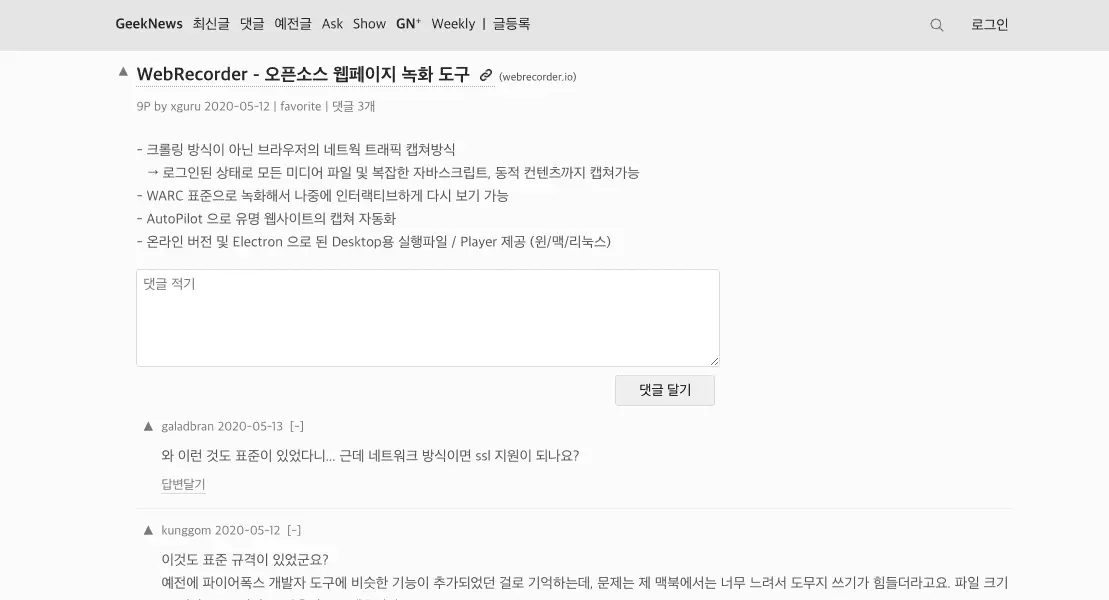 GeekNews 최신글 댓글 예전글 Ask Show GN+ Weekly | 글등록 로그인
▲ WebRecorder - 오픈소스 웹페이지 녹화 도구 (webrecorder.io)
9P by xguru 2020-05-12 | favorite | 댓글 3개
- 크롤링 방식이 아닌 브라우저의 네트웍 트래픽 캡쳐방식
→ 로그인된 상태로 모든 미디어 파일 및 복잡한 자바스크립트, 동적 컨텐츠까지 캡쳐가능
- WARC 표준으로 녹화해서 나중에 인터랙티브하게 다시 보기 가능
- AutoPilot 으로 유명 웹사이트의 캡쳐 자동화
- 온라인 버전 및 Electron 으로 된 Desktop용 실행파일 / Player 제공 (윈/맥/리눅스)
댓글 적기
댓글 달기
▲ galadbran 2020-05-13 [-]
와 이런 것도 표준이 있었다니... 근데 네트워크 방식이면 ssl 지원이 되나요?
답변달기
▲ kunggom 2020-05-12 [-]
이것도 표준 규격이 있었군요?
예전에 파이어폭스 개발자 도구에 비슷한 기능이 추가되었던 걸로 기억하는데, 문제는 제 맥북에서는 너무 느려서 도무지 쓰기가 힘들더라고요. 파일 크기